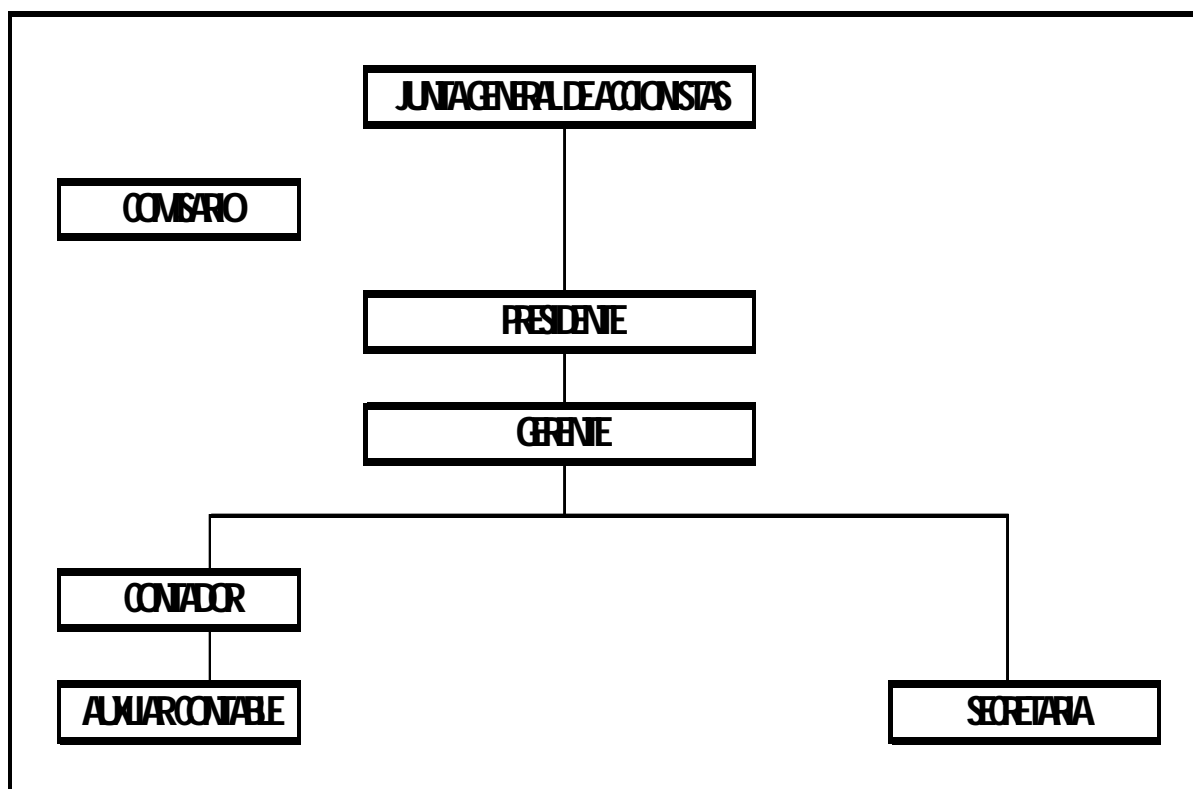 JUNTA GENERAL DE ACCIONISTAS
COMISARIO
PRESIDENTE
GERENTE
CONTADOR
AUXILIAR CONTABLE
SECRETARIA